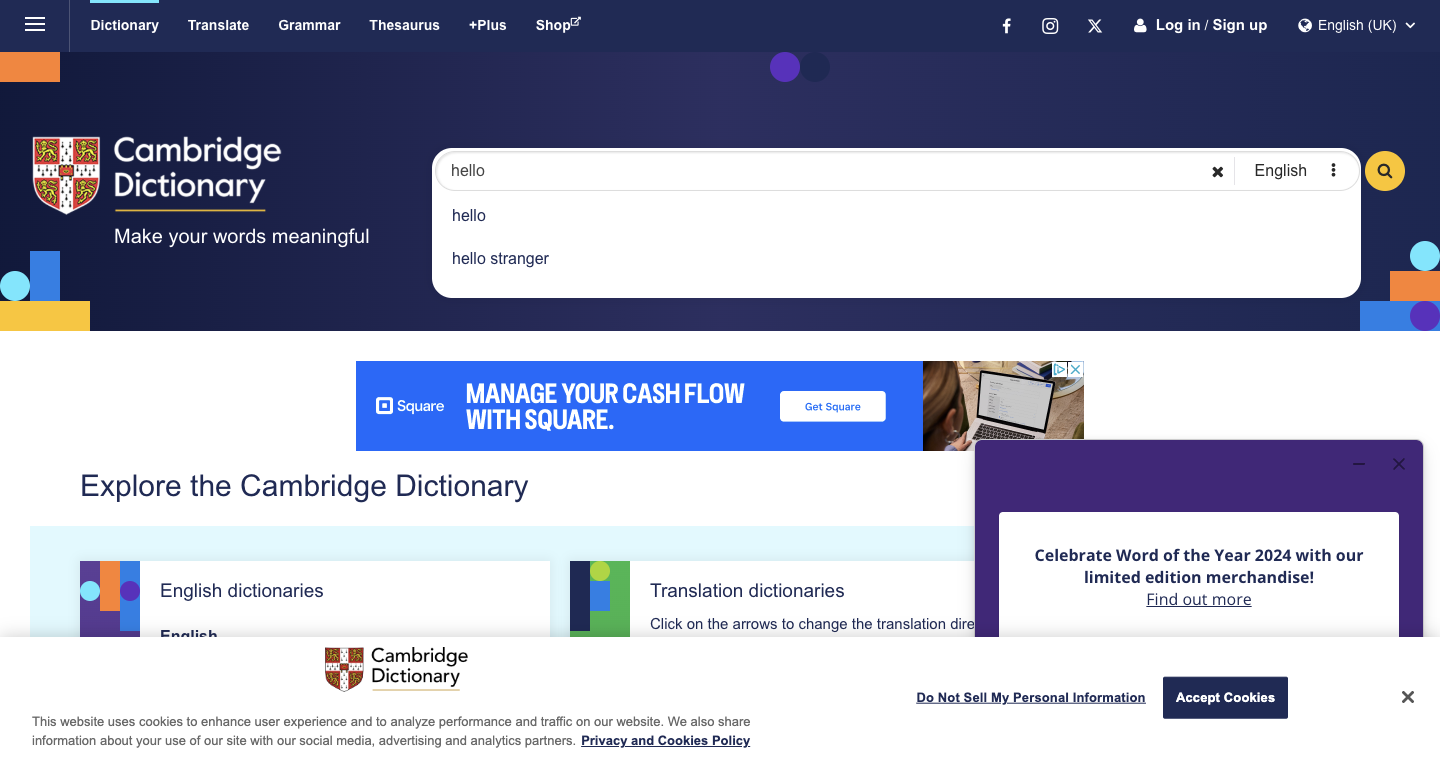 Dictionary Translate Grammar Thesaurus +Plus Shop
Log in / Sign up English (UK)
Cambridge
Dictionary
Make your words meaningful
hello English
hello
hello stranger
Square
MANAGE YOUR CASH FLOW
WITH SQUARE.
Get Square
Explore the Cambridge Dictionary
English dictionaries
English
Translation dictionaries
Click on the arrows to change the translation dire
Celebrate Word of the Year 2024 with our
limited edition merchandise!
Find out more
Cambridge
Dictionary
This website uses cookies to enhance user experience and to analyze performance and traffic on our website. We also share
information about your use of our site with our social media, advertising and analytics partners. Privacy and Cookies Policy
Do Not Sell My Personal Information
Accept Cookies